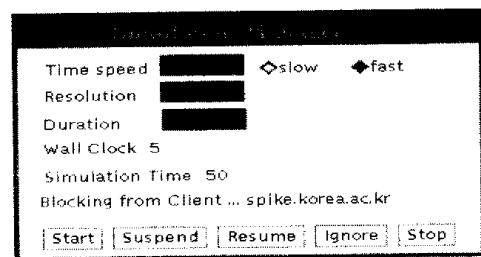 Time speed slow fast
Resolution
Duration
Wall Clock 5
Simulation Time 50
Blocking from Client ... spike.korea.ac.kr
Start Suspend Resume Ignore Stop